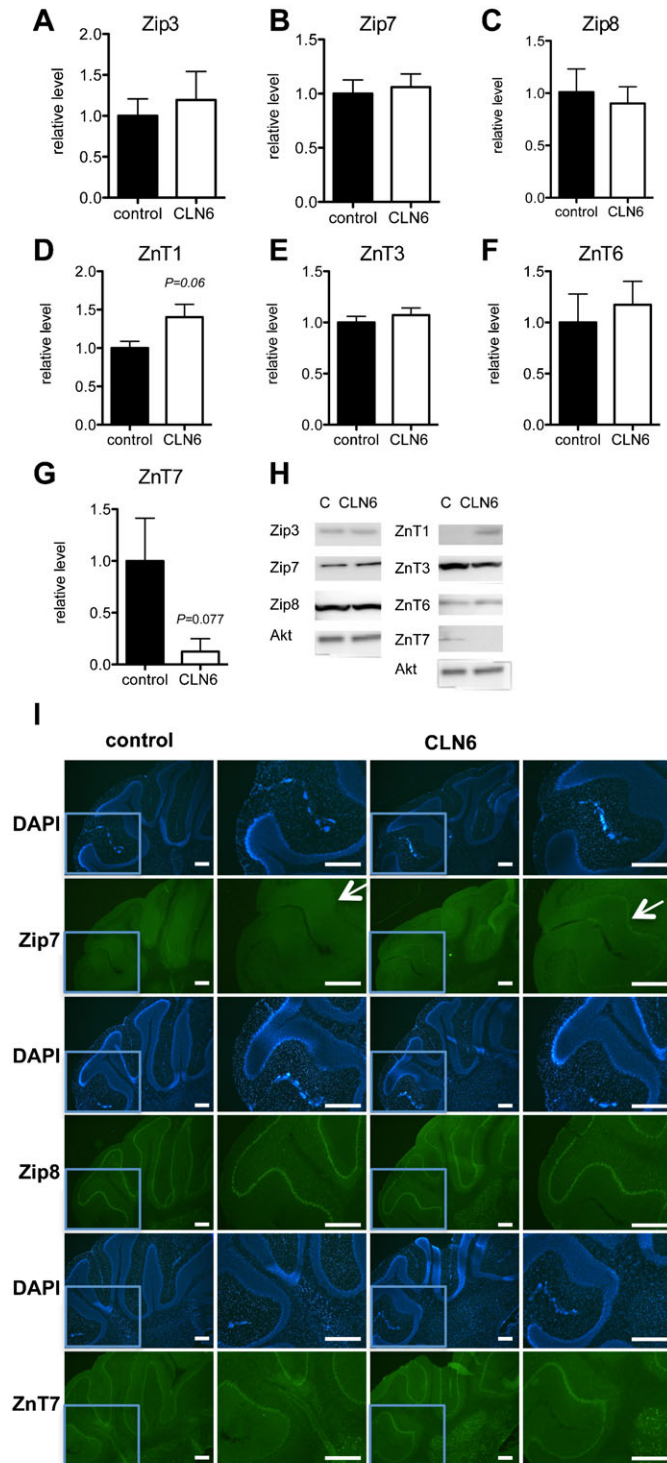 A Zip3 B Zip7 C Zip8
relative level 2.0 1.5 1.0 0.5 0.0 control CLN6
relative level 1.5 1.0 0.5 0.0 control CLN6
relative level 1.5 1.0 0.5 0.0 control CLN6
D ZnT1 E ZnT3 F ZnT6
relative level 2.0 1.5 1.0 0.5 0.0 P=0.06 control CLN6
relative level 1.5 1.0 0.5 0.0 control CLN6
relative level 1.5 1.0 0.5 0.0 control CLN6
G ZnT7
relative level 1.5 1.0 0.5 0.0 P=0.077 control CLN6
H
C CLN6 C CLN6
Zip3 ZnT1
Zip7 ZnT3
Zip8 ZnT6
Akt ZnT7
Akt
I
control CLN6
DAPI
Zip7
DAPI
Zip8
DAPI
ZnT7